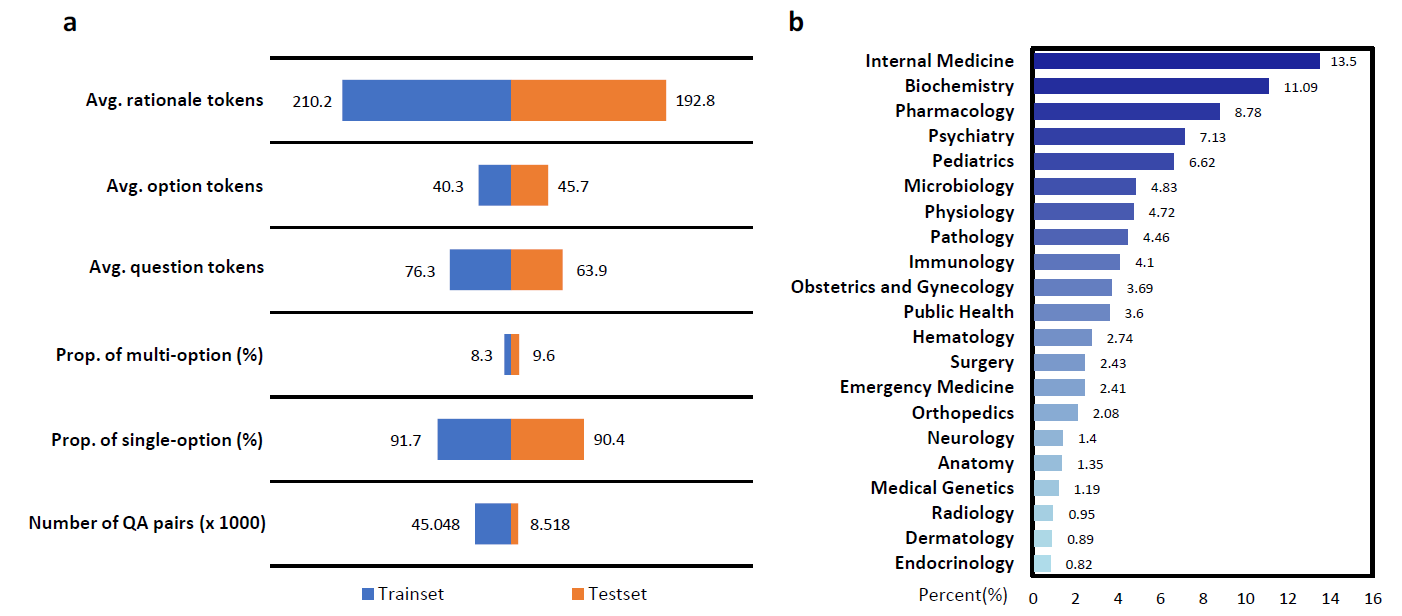 a
Avg. rationale tokens 210.2 192.8
Avg. option tokens 40.3 45.7
Avg. question tokens 76.3 63.9
Prop. of multi-option (%) 8.3 9.6
Prop. of single-option (%) 91.7 90.4
Number of QA pairs (x 1000) 45.048 8.518
Trainset Testset
b
Internal Medicine 13.5
Biochemistry 11.09
Pharmacology 8.78
Psychiatry 7.13
Pediatrics 6.62
Microbiology 4.83
Physiology 4.72
Pathology 4.46
Immunology 4.1
Obstetrics and Gynecology 3.69
Public Health 3.6
Hematology 2.74
Surgery 2.43
Emergency Medicine 2.41
Orthopedics 2.08
Neurology 1.4
Anatomy 1.35
Medical Genetics 1.19
Radiology 0.95
Dermatology 0.89
Endocrinology 0.82
Percent(%) 0 2 4 6 8 10 12 14 16